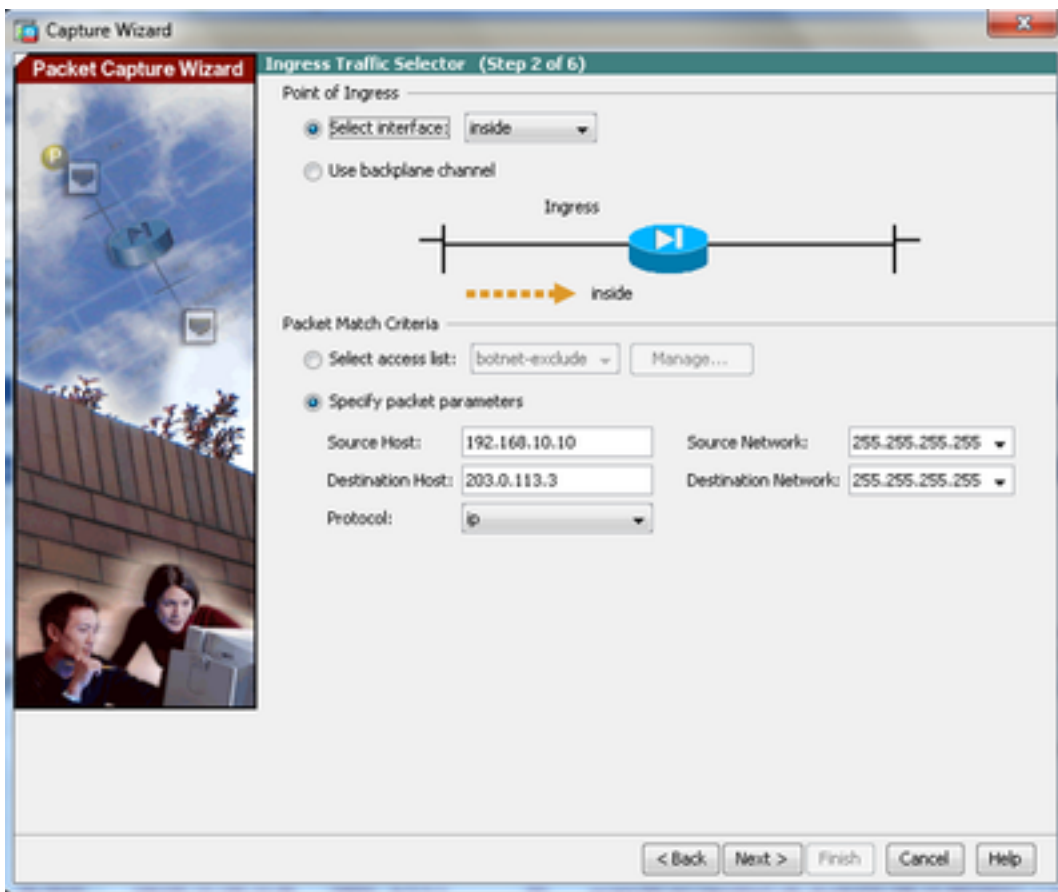 Capture Wizard
Packet Capture Wizard
Ingress Traffic Selector (Step 2 of 6)
Point of Ingress
Select interface: inside
Use backplane channel
Ingress
inside
Packet Match Criteria
Select access list: botnet-exclude Manage...
Specify packet parameters
Source Host: 192.168.10.10 Source Network: 255.255.255.255
Destination Host: 203.0.113.3 Destination Network: 255.255.255.255
Protocol: ip
P
< Back Next > Finish Cancel Help